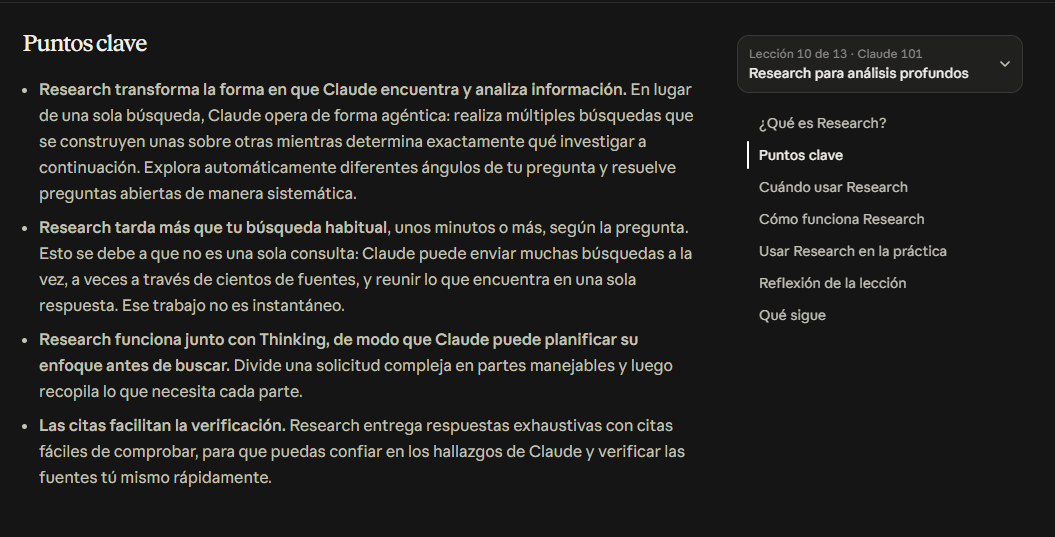 Puntos clave
• Research transforma la forma en que Claude encuentra y analiza información. En lugar
de una sola búsqueda, Claude opera de forma agéntica: realiza múltiples búsquedas que
se construyen unas sobre otras mientras determina exactamente qué investigar a
continuación. Explora automáticamente diferentes ángulos de tu pregunta y resuelve
preguntas abiertas de manera sistemática.
• Research tarda más que tu búsqueda habitual, unos minutos o más, según la pregunta.
Esto se debe a que no es una sola consulta: Claude puede enviar muchas búsquedas a la
vez, a veces a través de cientos de fuentes, y reunir lo que encuentra en una sola
respuesta. Ese trabajo no es instantáneo.
• Research funciona junto con Thinking, de modo que Claude puede planificar su
enfoque antes de buscar. Divide una solicitud compleja en partes manejables y luego
recopila lo que necesita cada parte.
• Las citas facilitan la verificación. Research entrega respuestas exhaustivas con citas
fáciles de comprobar, para que puedas confiar en los hallazgos de Claude y verificar las
fuentes tú mismo rápidamente.
Lección 10 de 13 · Claude 101
Research para análisis profundos
¿Qué es Research?
Puntos clave
Cuándo usar Research
Cómo funciona Research
Usar Research en la práctica
Reflexión de la lección
Qué sigue